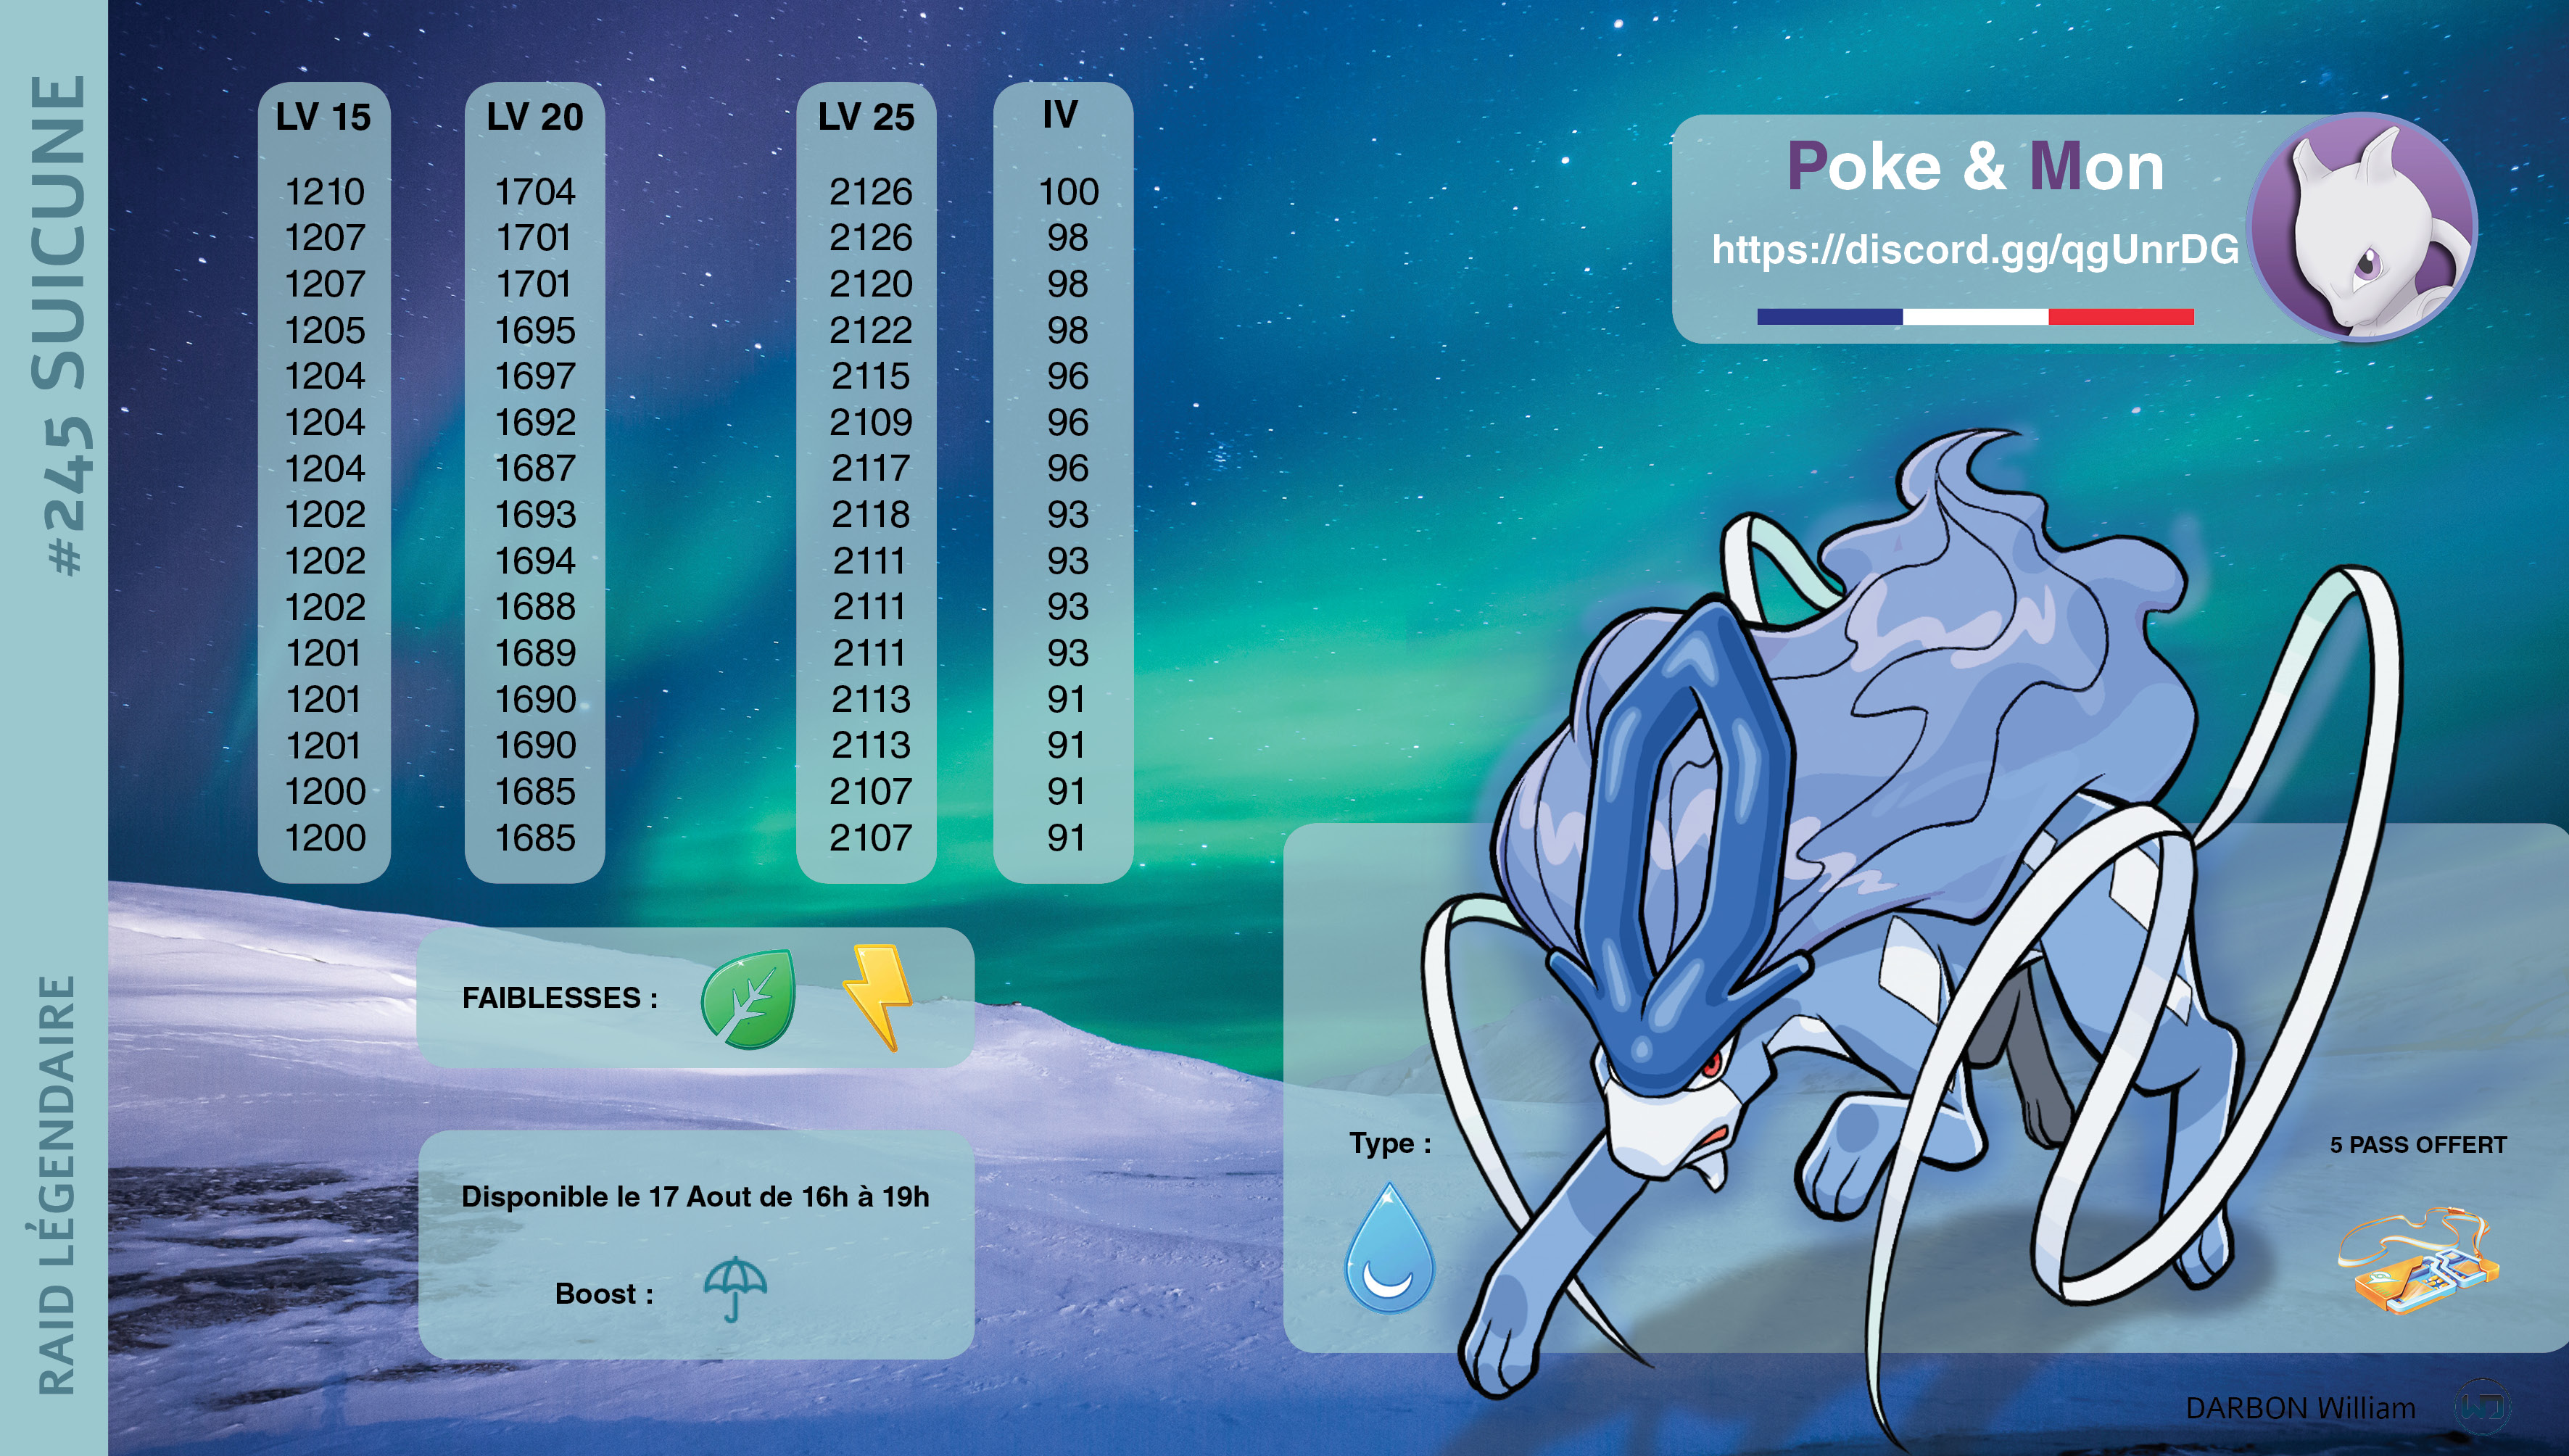 #245 SUICUNE
RAID LÉGENDAIRE
LV 15 LV 20 LV 25 IV
1210 1704 2126 100
1207 1701 2126 98
1207 1701 2120 98
1205 1695 2122 98
1204 1697 2115 96
1204 1692 2109 96
1204 1687 2117 96
1202 1693 2118 93
1202 1694 2111 93
1202 1688 2111 93
1201 1689 2111 93
1201 1690 2113 91
1201 1690 2113 91
1200 1685 2107 91
1200 1685 2107 91
Poke & Mon
https://discord.gg/qgUnrDG
FAIBLESSES :
Disponible le 17 Aout de 16h à 19h
Boost :
Type :
5 PASS OFFERT
DARBON William